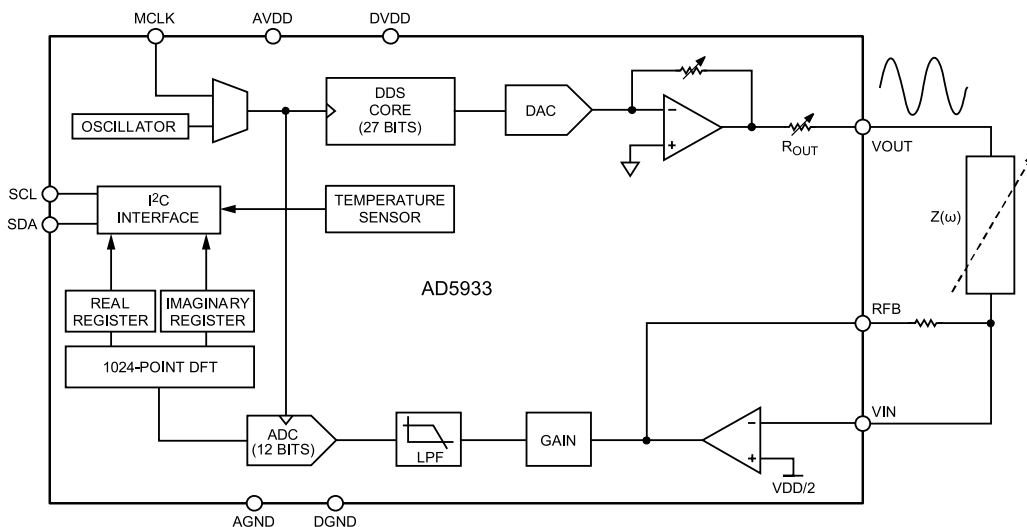 MCLK
AVDD
DVDD
OSCILLATOR
DDS
CORE
(27 BITS)
DAC
ROUT
VOUT
SCL
SDA
I2C
INTERFACE
TEMPERATURE
SENSOR
Z(ω)
REAL
REGISTER
IMAGINARY
REGISTER
AD5933
RFB
1024-POINT DFT
ADC
(12 BITS)
LPF
GAIN
VDD/2
VIN
AGND
DGND